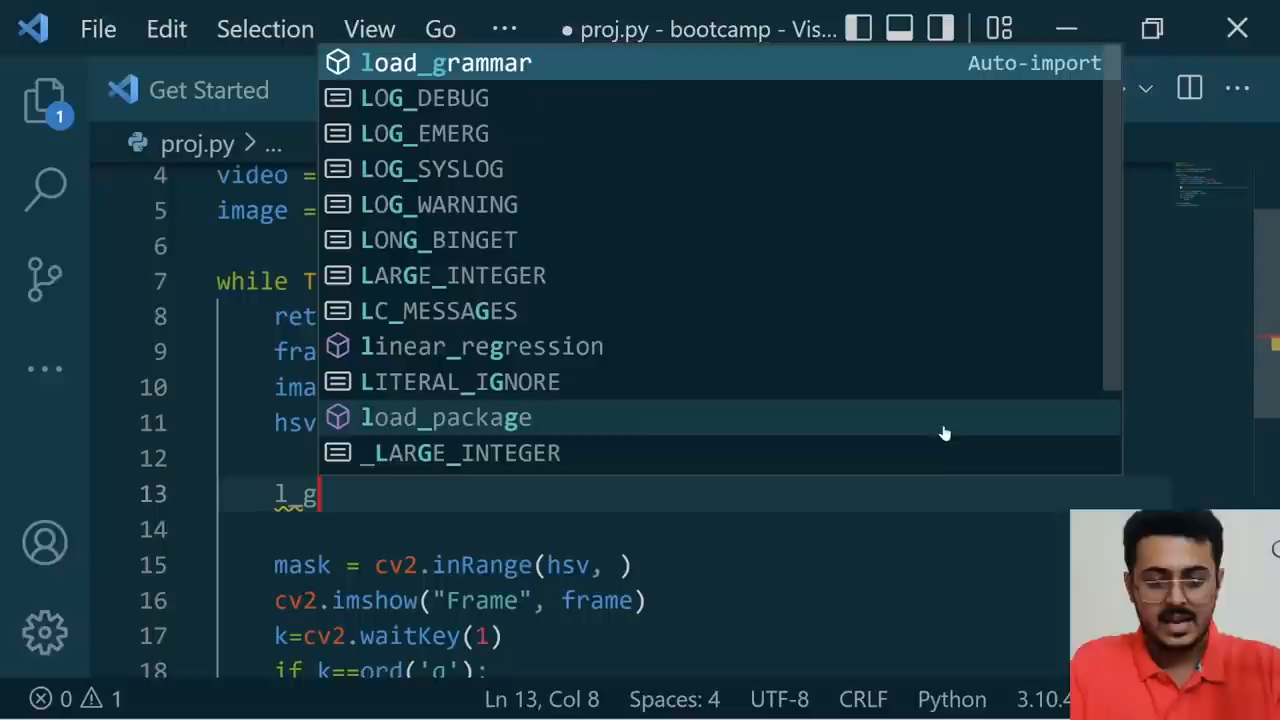 File Edit Selection View Go ... ● proj.py - bootcamp - Vis...
1
Get Started
proj.py > ...
load_grammar Auto-import
LOG_DEBUG
LOG_EMERG
LOG_SYSLOG
LOG_WARNING
LONG_BINGET
LARGE_INTEGER
LC_MESSAGES
linear_regression
LITERAL_IGNORE
load_package
_LARGE_INTEGER
4 video =
5 image =
6
7 while T
8 ret
9 fra
10 ima
11 hsv
12
13 l_g
14
15 mask = cv2.inRange(hsv, )
16 cv2.imshow("Frame", frame)
17 k=cv2.waitKey(1)
18 if k==ord('q':
0 1 Ln 13, Col 8 Spaces: 4 UTF-8 CRLF Python 3.10.4